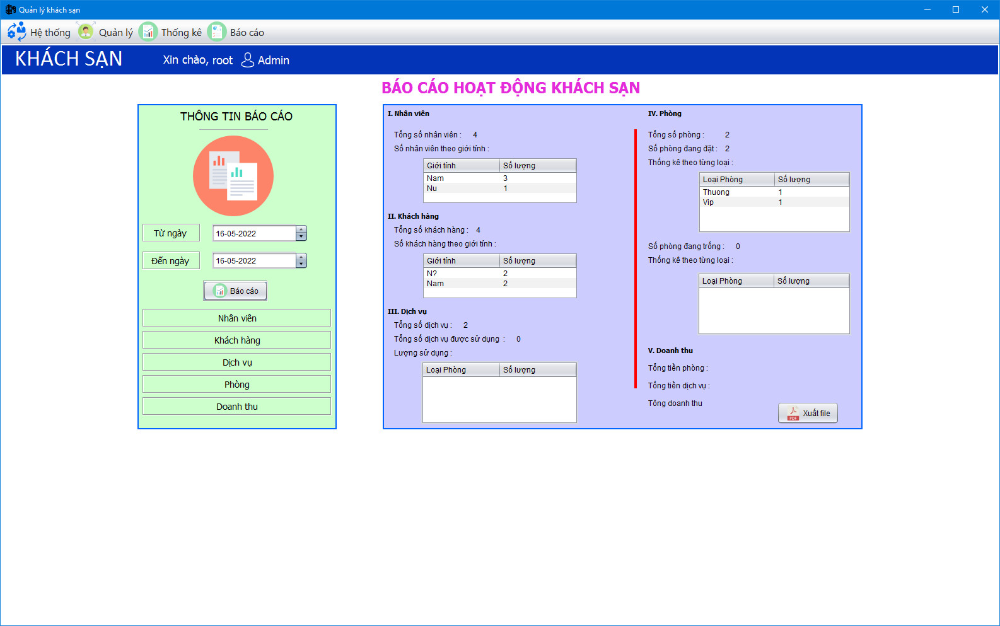 Quản lý khách sạn
Hệ thống Quản lý Thống kê Báo cáo
KHÁCH SẠN Xin chào, root Admin
BÁO CÁO HOẠT ĐỘNG KHÁCH SẠN
THÔNG TIN BÁO CÁO
Từ ngày 16-05-2022
Đến ngày 16-05-2022
Báo cáo
Nhân viên
Khách hàng
Dịch vụ
Phòng
Doanh thu
I. Nhân viên
Tổng số nhân viên : 4
Số nhân viên theo giới tính :
Giới tính Số lượng
Nam 3
Nu 1
II. Khách hàng
Tổng số khách hàng : 4
Số khách hàng theo giới tính :
Giới tính Số lượng
N? 2
Nam 2
III. Dịch vụ
Tổng số dịch vụ : 2
Tổng số dịch vụ được sử dụng : 0
Lượng sử dụng :
Loại Phòng Số lượng
IV. Phòng
Tổng số phòng : 2
Số phòng đang đặt : 2
Thống kê theo từng loại :
Loại Phòng Số lượng
Thuong 1
Vip 1
Số phòng đang trống : 0
Thống kê theo từng loại :
Loại Phòng Số lượng
V. Doanh thu
Tổng tiền phòng :
Tổng tiền dịch vụ :
Tông doanh thu
PDF Xuất file